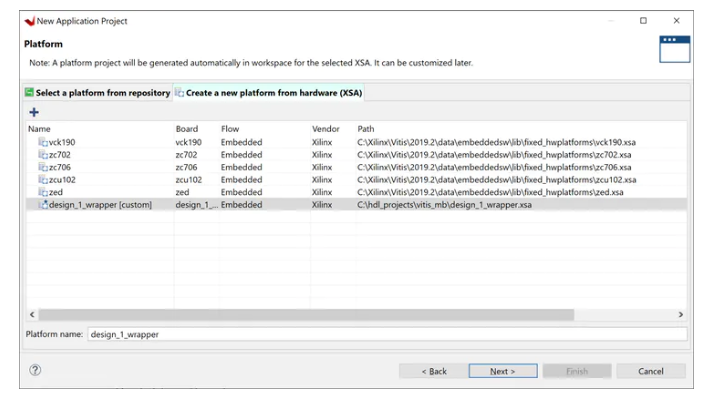 New Application Project
Platform
Note: A platform project will be generated automatically in workspace for the selected XSA. It can be customized later.
Select a platform from repository Create a new platform from hardware (XSA)
Name Board Flow Vendor Path
vck190 vck190 Embedded Xilinx C:\Xilinx\Vitis\2019.2\data\embeddedsw\lib\fixed_hwplatforms\vck190.xsa
zc702 zc702 Embedded Xilinx C:\Xilinx\Vitis\2019.2\data\embeddedsw\lib\fixed_hwplatforms\zc702.xsa
zc706 zc706 Embedded Xilinx C:\Xilinx\Vitis\2019.2\data\embeddedsw\lib\fixed_hwplatforms\zc706.xsa
zcu102 zcu102 Embedded Xilinx C:\Xilinx\Vitis\2019.2\data\embeddedsw\lib\fixed_hwplatforms\zcu102.xsa
zed zed Embedded Xilinx C:\Xilinx\Vitis\2019.2\data\embeddedsw\lib\fixed_hwplatforms\zed.xsa
design_1_wrapper [custom] design_1_... Embedded Xilinx C:\hdl_projects\vitis_mb\design_1_wrapper.xsa
Platform name: design_1_wrapper
< Back Next > Finish Cancel